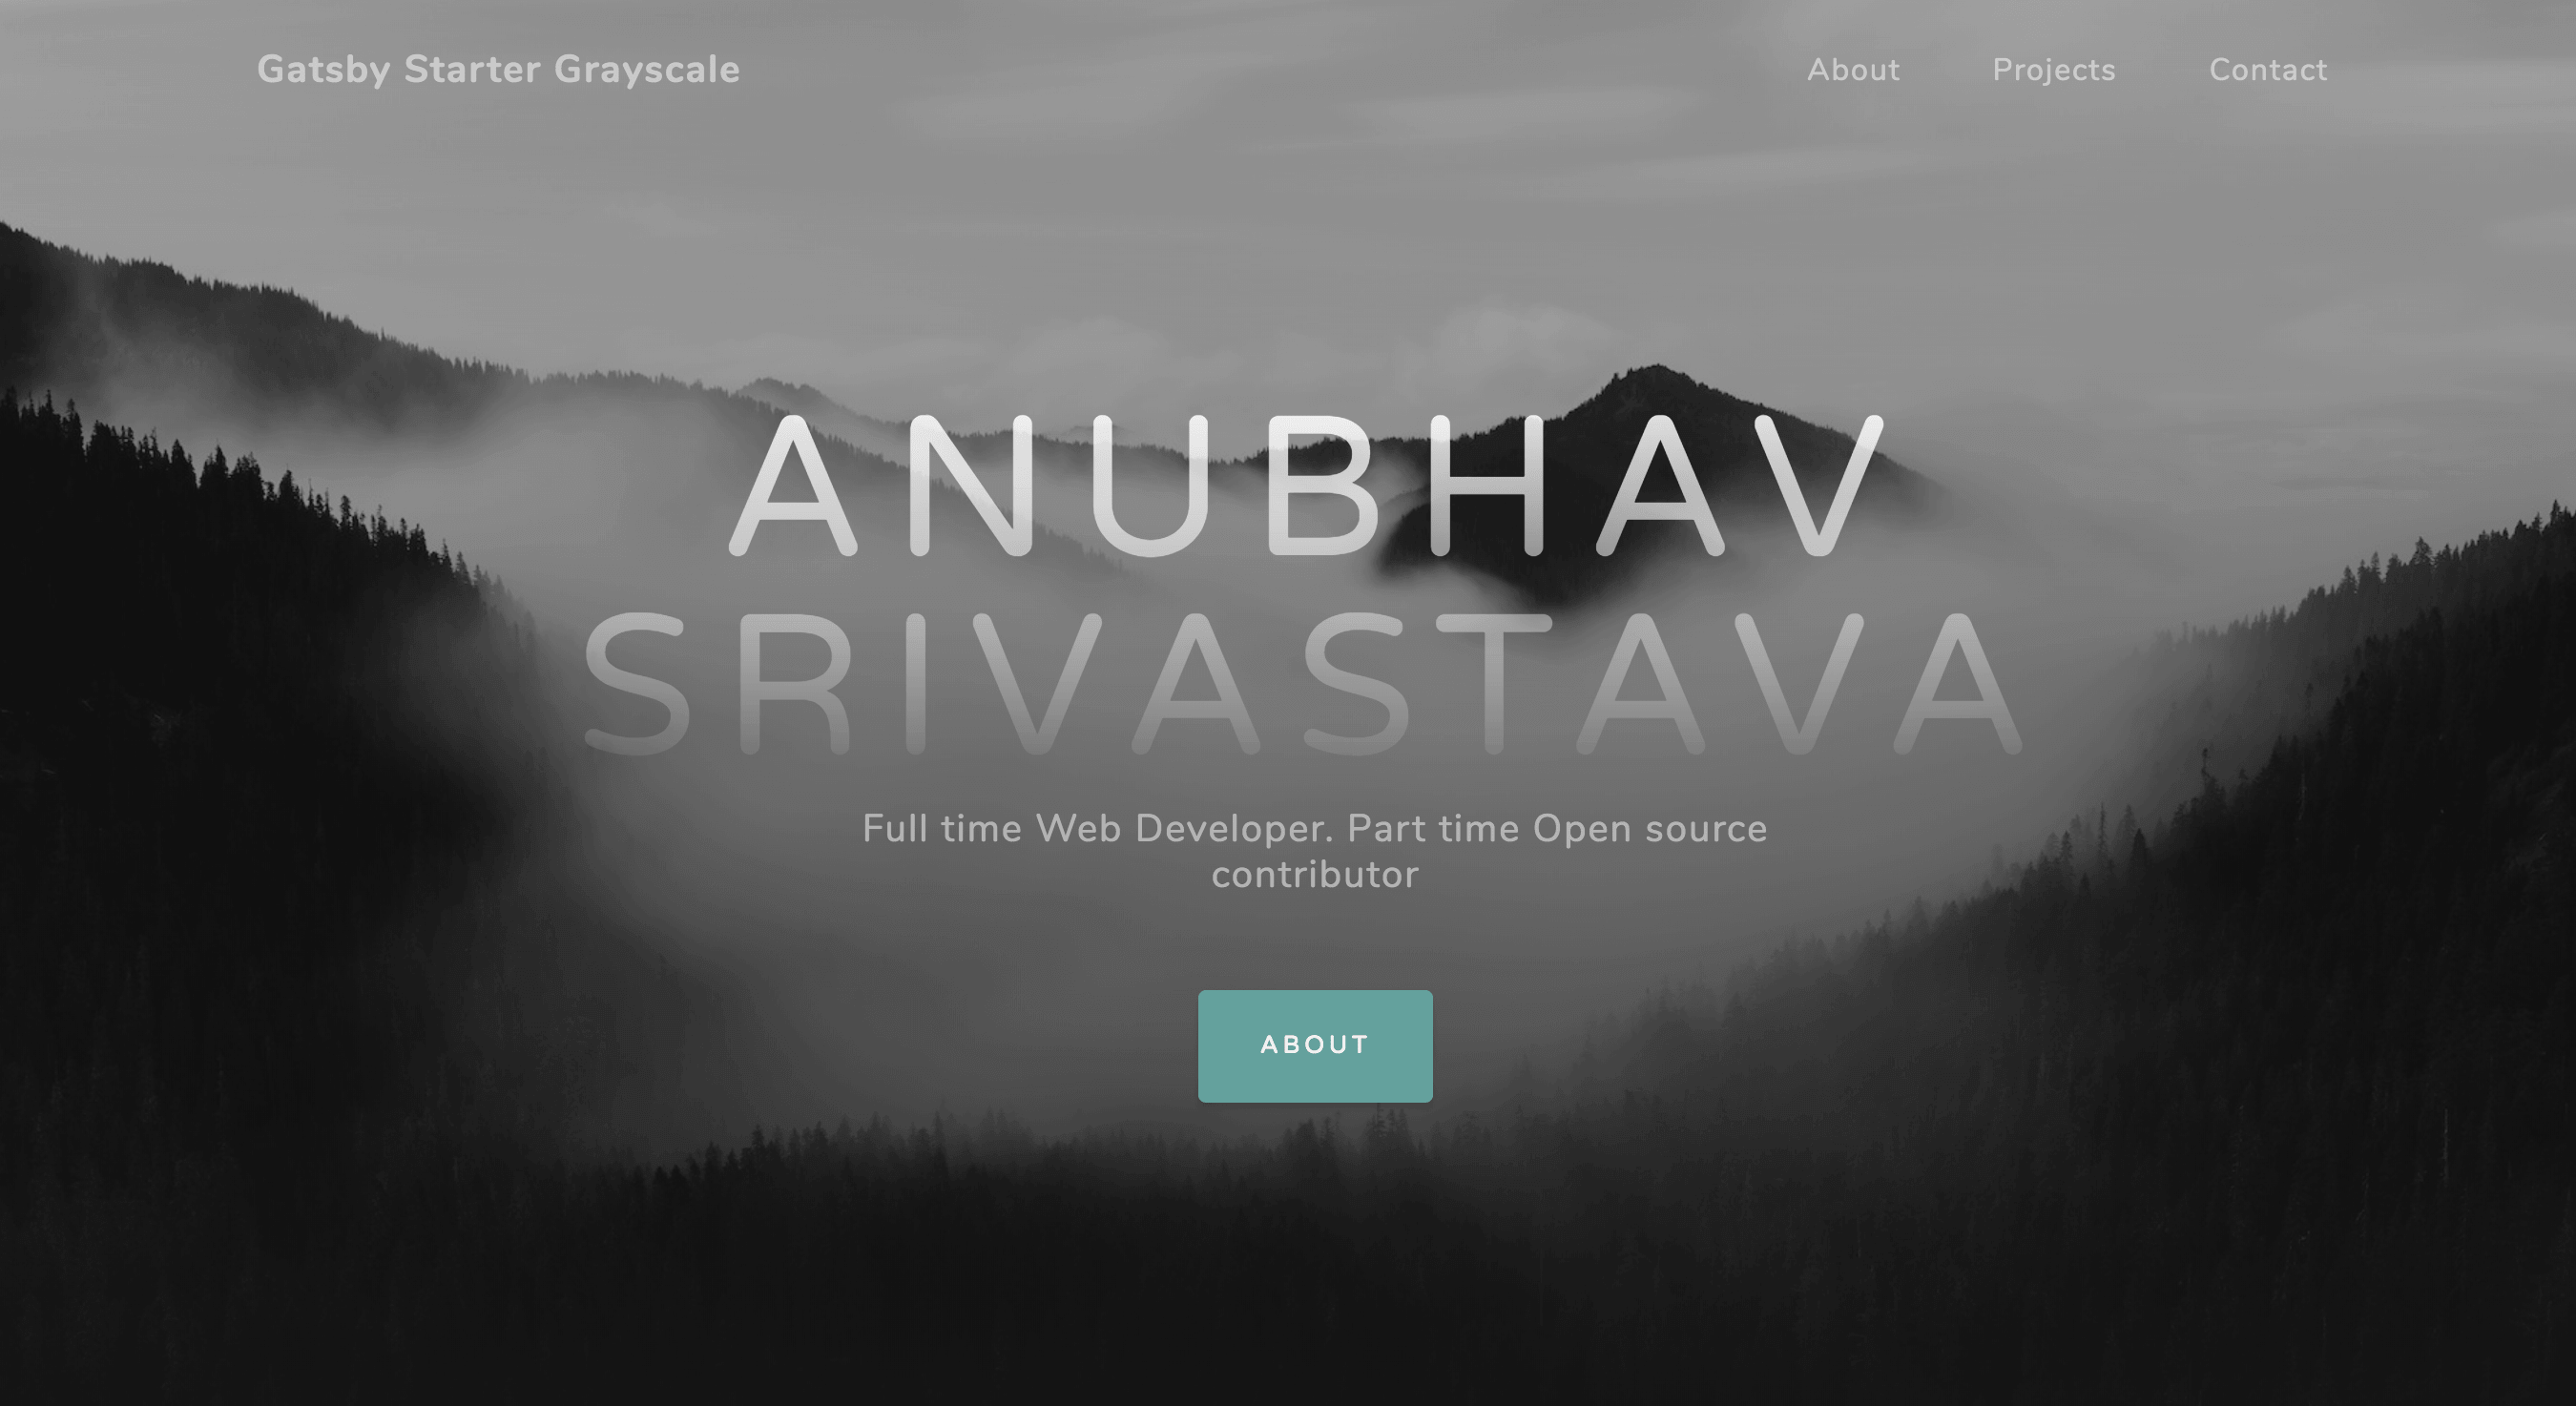 Gatsby Starter Grayscale
About Projects Contact
ANUBHAV
SRIVASTAVA
Full time Web Developer. Part time Open source
contributor
ABOUT